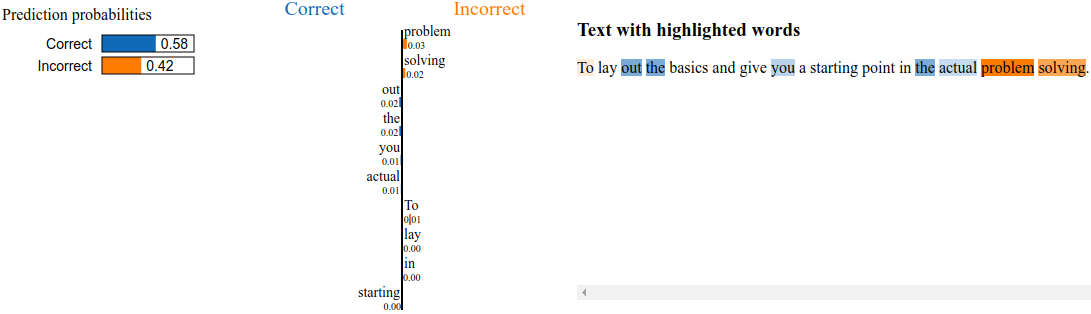 Prediction probabilities
Correct 0.58
Incorrect 0.42
Correct Incorrect
problem
0.03
solving
0.02
out
0.02
the
0.02
you
0.01
actual
0.01
To
0.01
lay
0.00
in
0.00
starting
0.00
Text with highlighted words
To lay out the basics and give you a starting point in the actual problem solving.